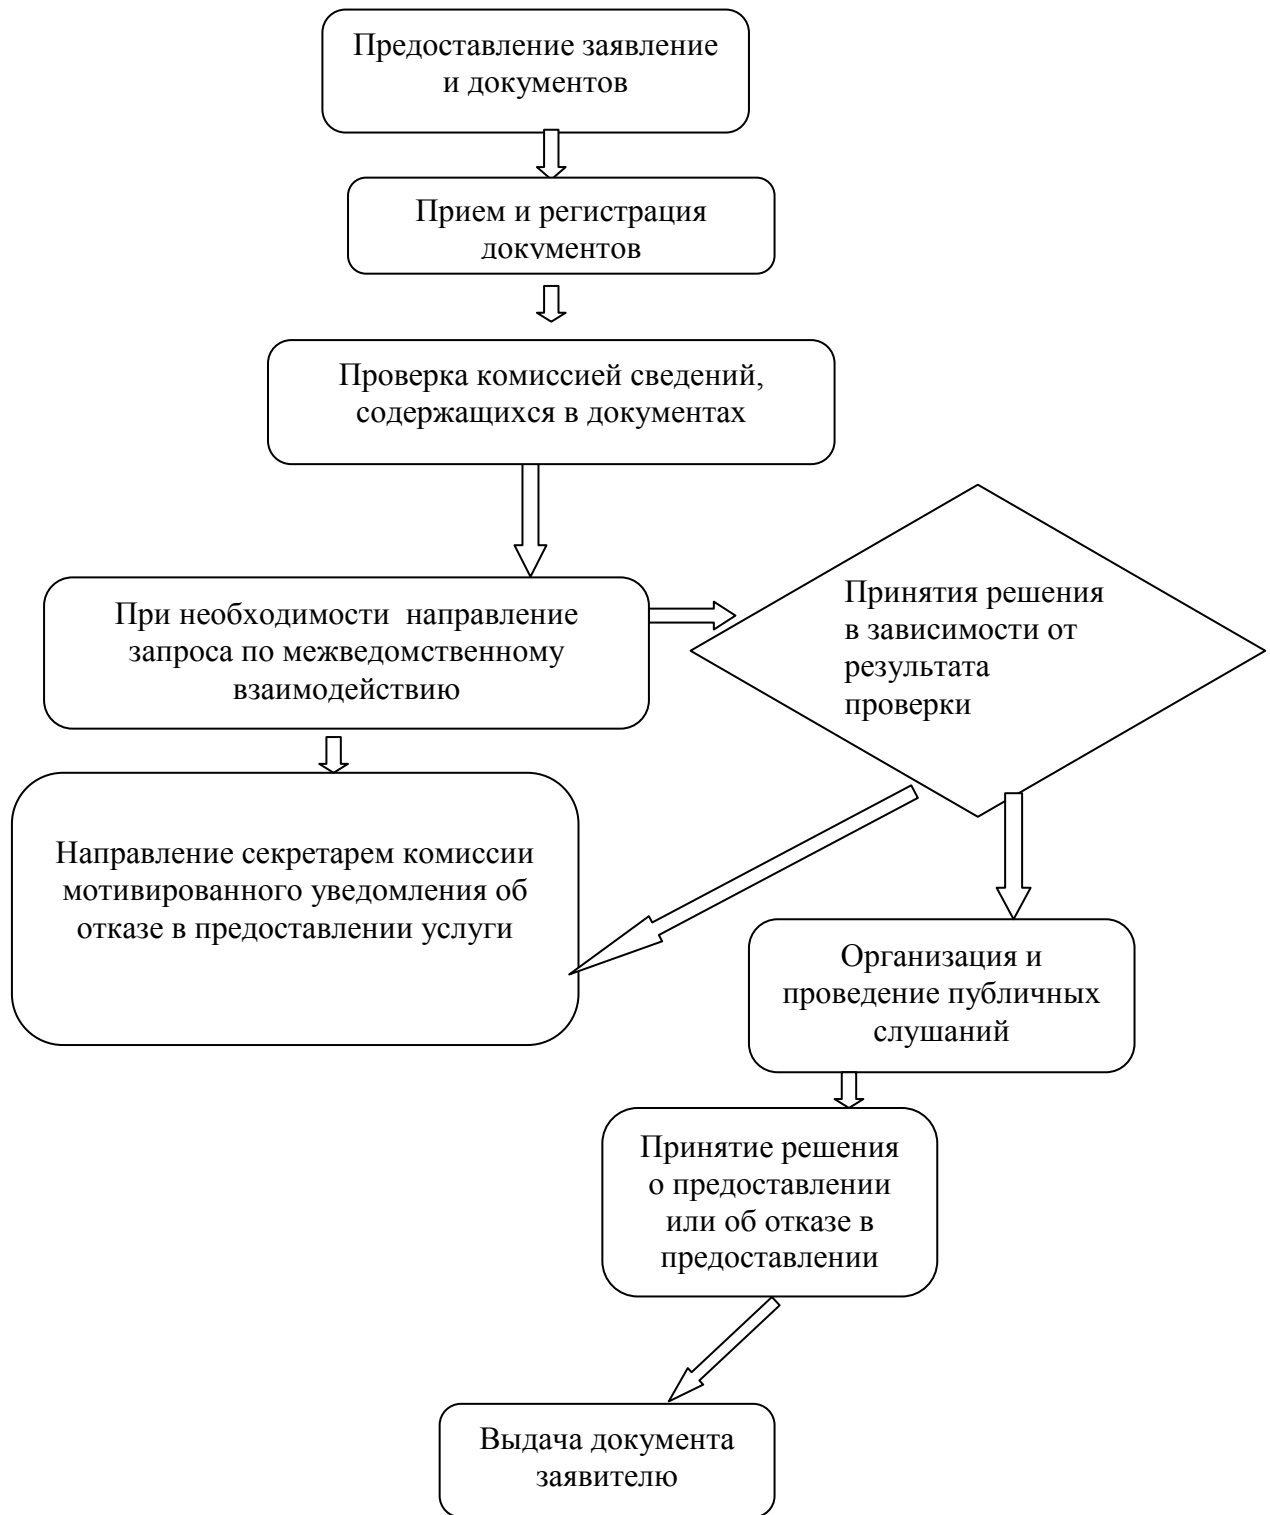 Предоставление заявление
и документов
Прием и регистрация
документов
Проверка комиссией сведений,
содержащихся в документах
При необходимости направление
запроса по межведомственному
взаимодействию
Принятия решения
в зависимости от
результата
проверки
Направление секретарем комиссии
мотивированного уведомления об
отказе в предоставлении услуги
Организация и
проведение публичных
слушаний
Принятие решения
о предоставлении
или об отказе в
предоставлении
Выдача документа
заявителю